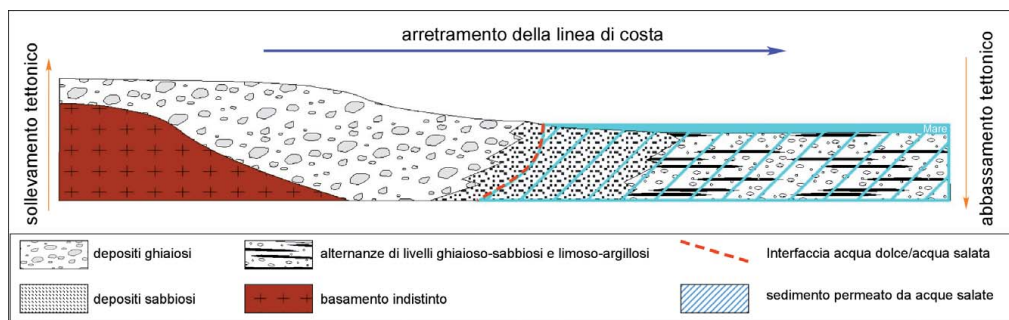 arretramento della linea di costa
sollevamento tettonico
abbassamento tettonico
Mare
depositi ghiaiosi
alternanze di livelli ghiaioso-sabbiosi e limoso-argillosi
Interfaccia acqua dolce/acqua salata
depositi sabbiosi
basamento indistinto
sedimento permeato da acque salate